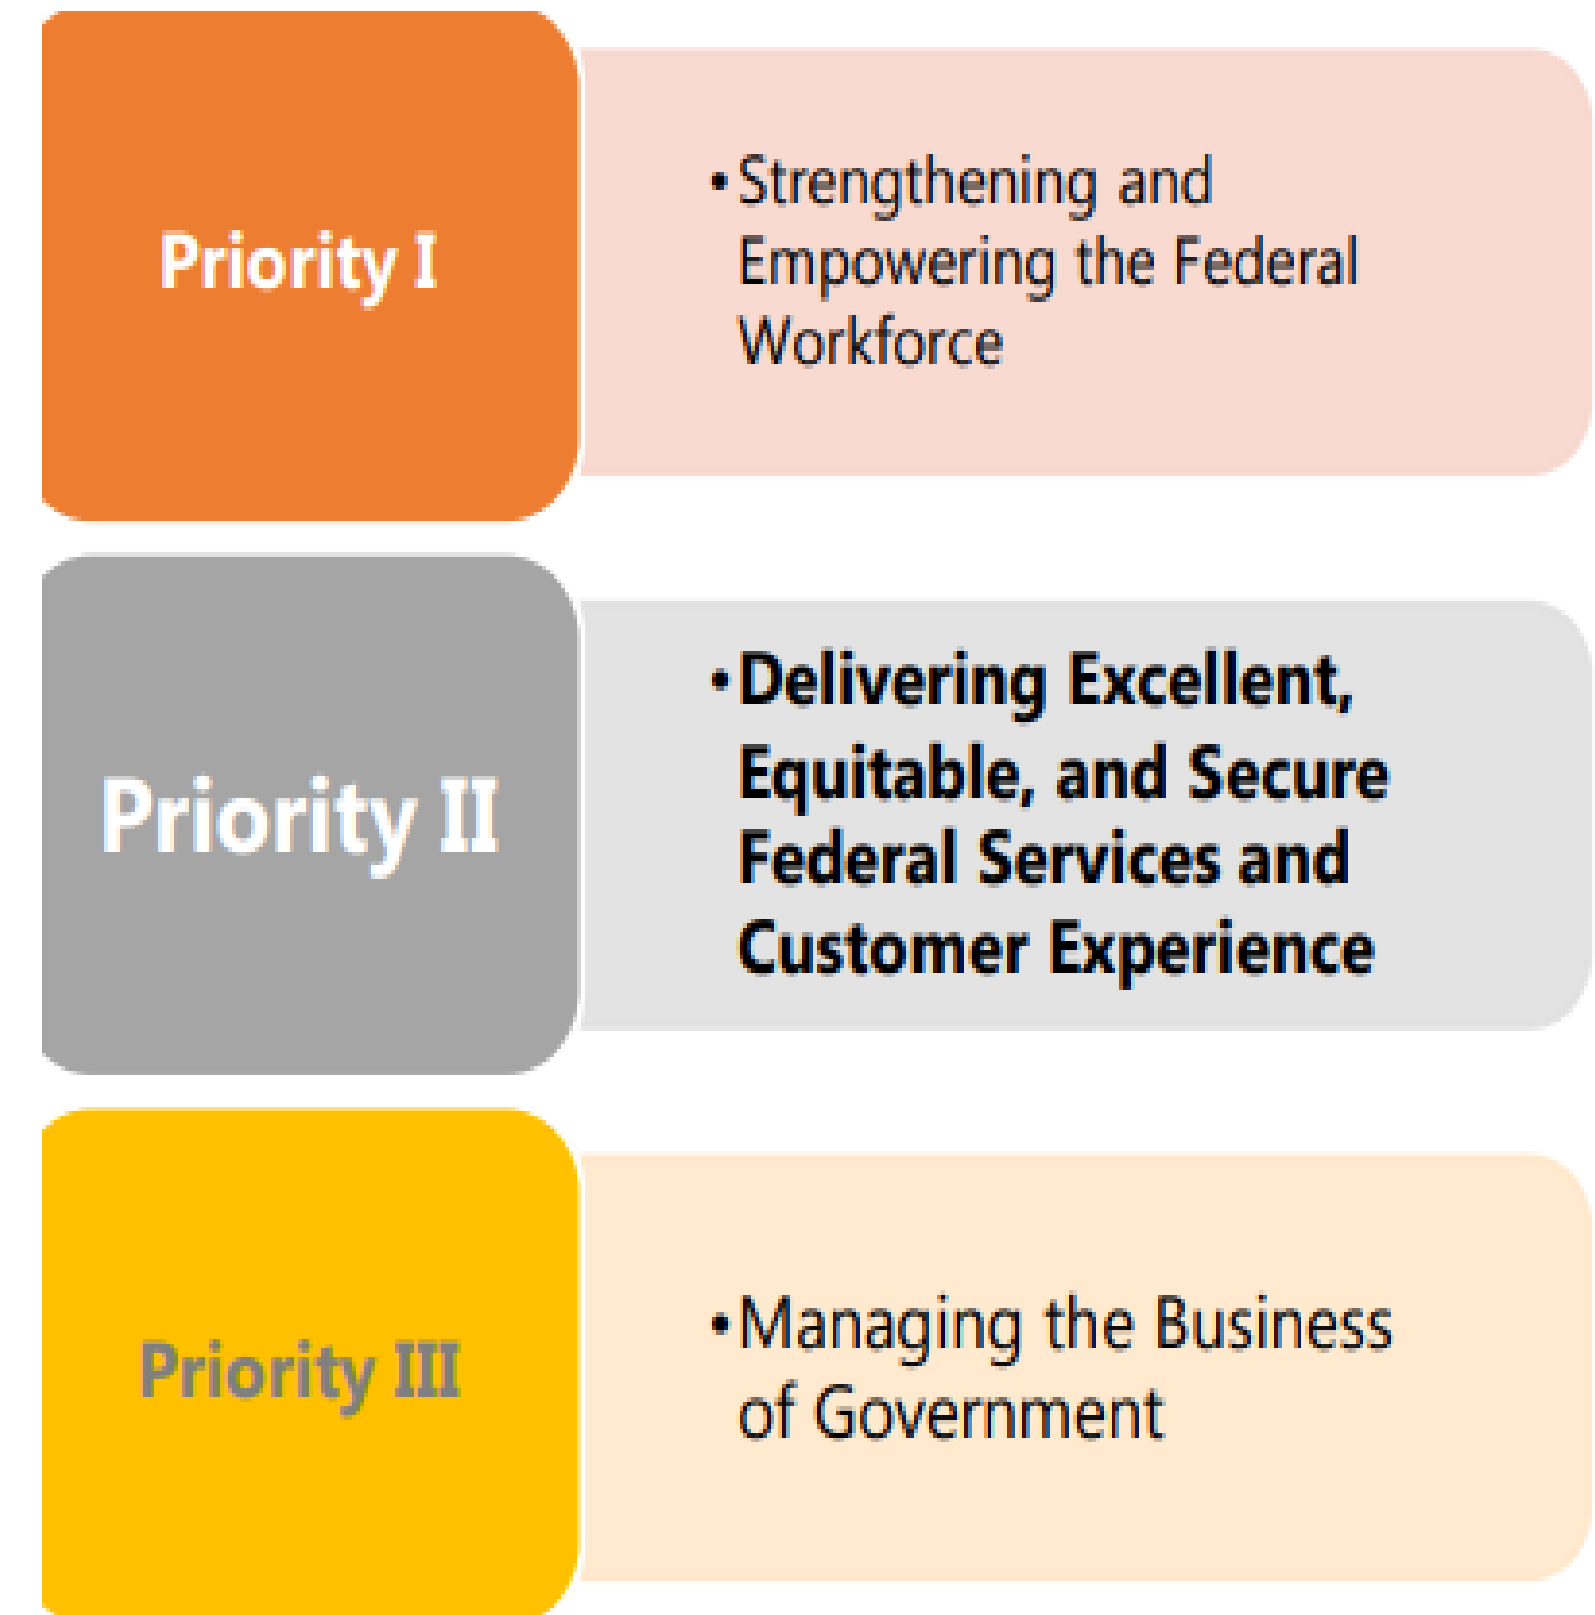 Priority I
• Strengthening and
Empowering the Federal
Workforce
Priority II
• Delivering Excellent,
Equitable, and Secure
Federal Services and
Customer Experience
Priority III
• Managing the Business
of Government